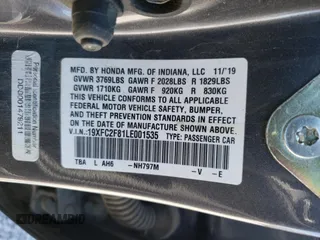 MFD. BY HONDA MFG. OF INDIANA, LLC 11/'19
GVWR 3769LBS GAWR F 2028LBS R 1829LBS
GVWR 1710KG GAWR F 920KG R 830KG
THIS VEHICLE CONFORMS TO ALL APPLICABLE
FEDERAL MOTOR VEHICLE SAFETY, BUMPER,
AND THEFT PREVENTION STANDARDS IN EFFECT
ON THE DATE OF MANUFACTURE SHOWN ABOVE.
V.I.N.: 19XFC2F81LE001535 TYPE: PASSENGER CAR
TBA L AH6 -NH797M -V -E
AUTOBIDMASTER